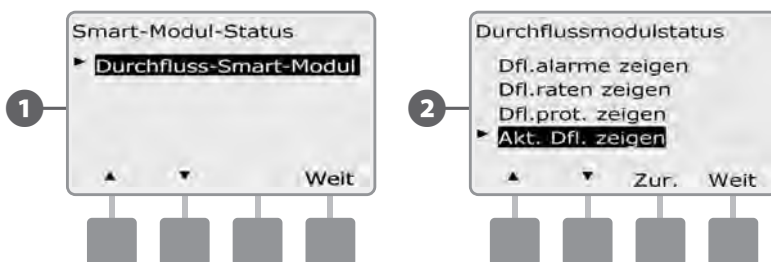 1
Smart-Modul-Status
Durchfluss-Smart-Modul
Weit
2
Durchflussmodulstatus
Dfl.alarme zeigen
Dfl.raten zeigen
Dfl.prot. zeigen
Akt. Dfl. zeigen
Zur. Weit